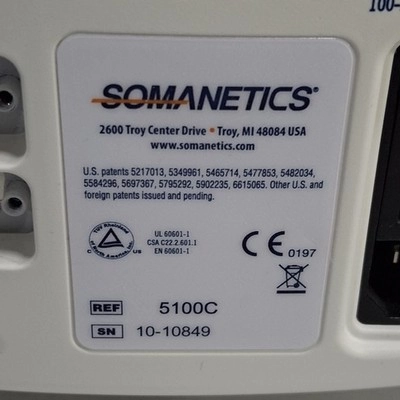 100-
SOMANETICS®
2600 Troy Center Drive • Troy, MI 48084 USA
www.somanetics.com
U.S. patents 5217013, 5349961, 5465714, 5477853, 5482034,
5584296, 5697367, 5795292, 5902235, 6615065. Other U.S. and
foreign patents issued and pending.
UL 60601-1
CSA C22.2.601.1
EN 60601-1
C E 0197
REF 5100C
SN 10-10849